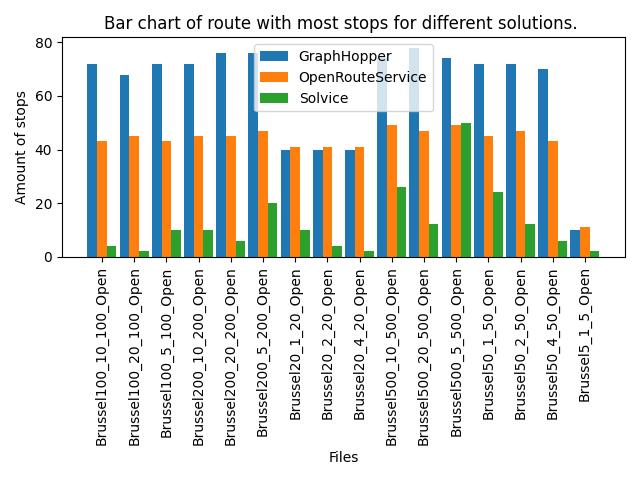 Bar chart of route with most stops for different solutions.
GraphHopper
OpenRouteService
Solvice
Amount of stops
80
60
40
20
0
Brussel100_10_100_Open
Brussel100_20_100_Open
Brussel100_5_100_Open
Brussel200_10_200_Open
Brussel200_20_200_Open
Brussel200_5_200_Open
Brussel20_1_20_Open
Brussel20_2_20_Open
Brussel20_4_20_Open
Brussel500_10_500_Open
Brussel500_20_500_Open
Brussel500_5_500_Open
Brussel50_1_50_Open
Brussel50_2_50_Open
Brussel50_4_50_Open
Brussel5_1_5_Open
Files